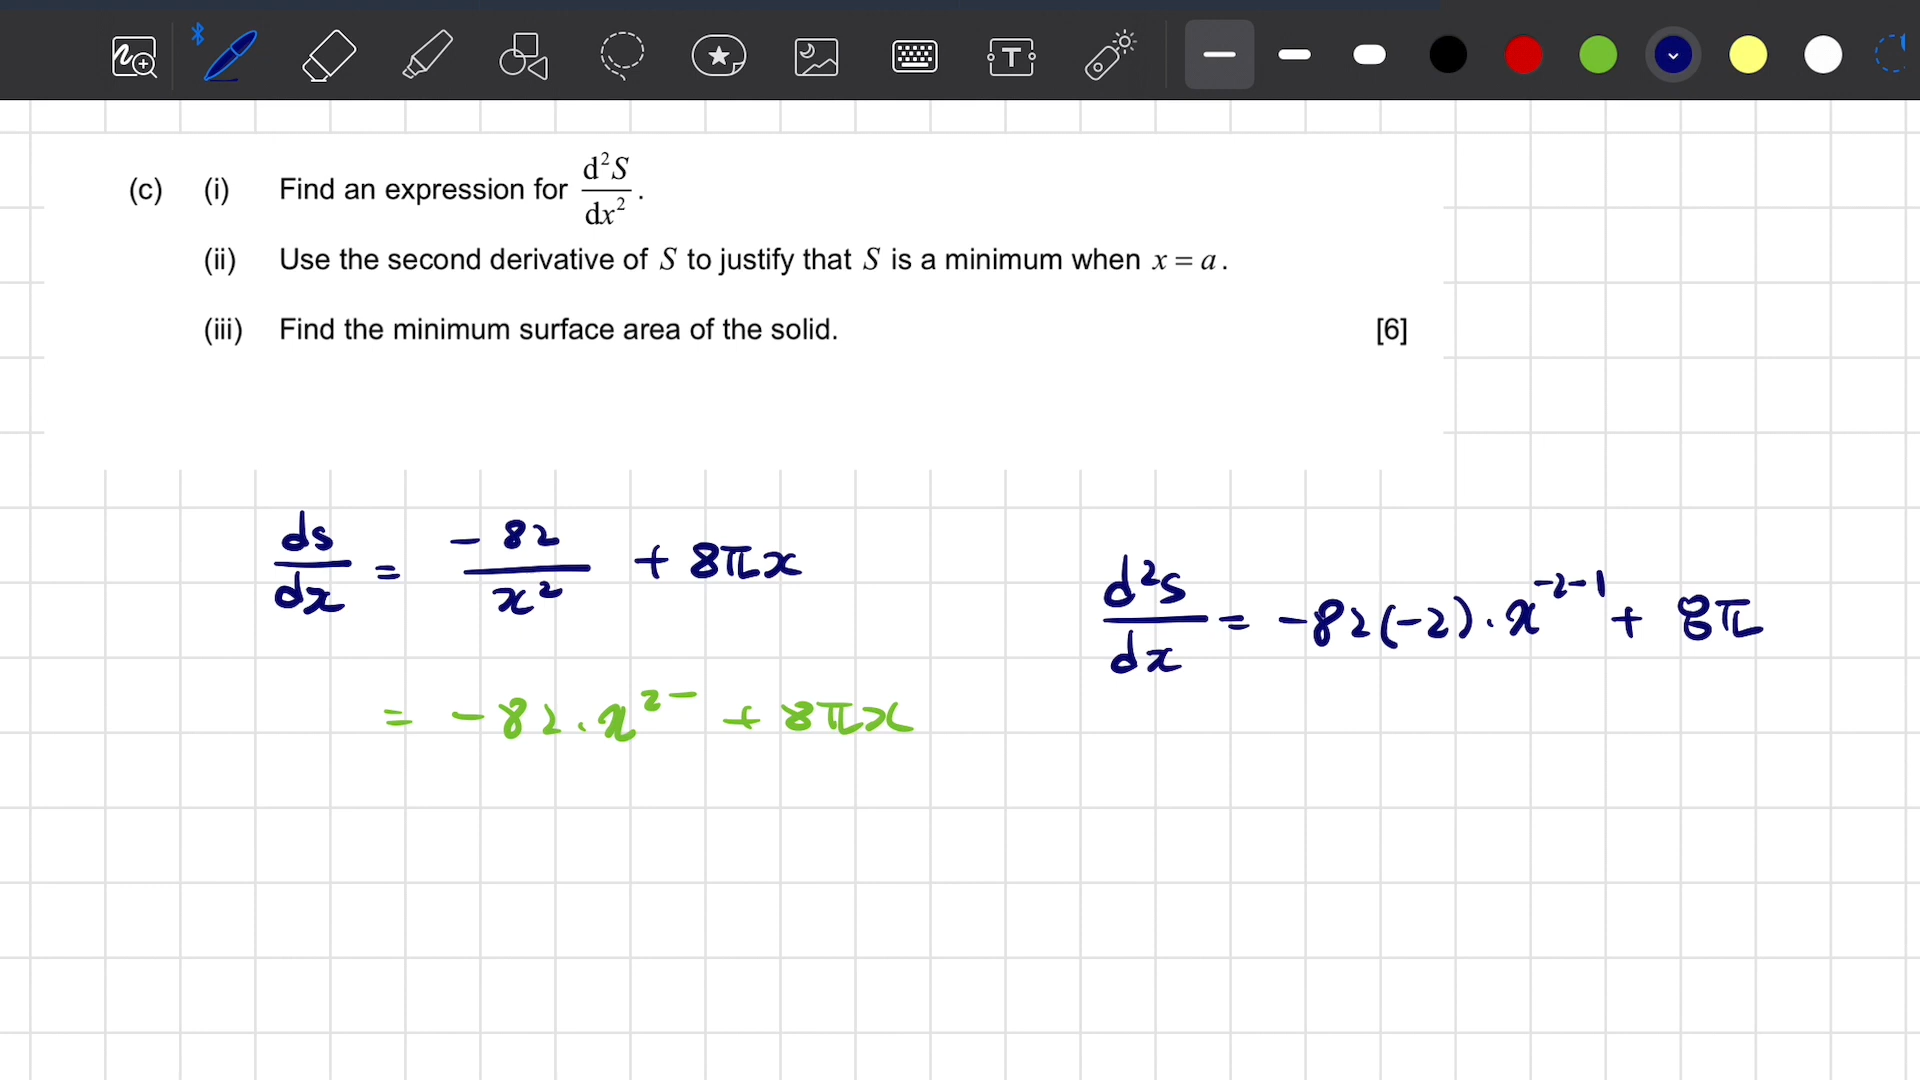 (c) (i) Find an expression for d²S/dx² .
(ii) Use the second derivative of S to justify that S is a minimum when x = a .
(iii) Find the minimum surface area of the solid. [6]
ds/dx = -82/x² + 8πx
= -82 . x²⁻ + 8πx
d²s/dx = -82(-2) . x⁻²⁻¹ + 8π